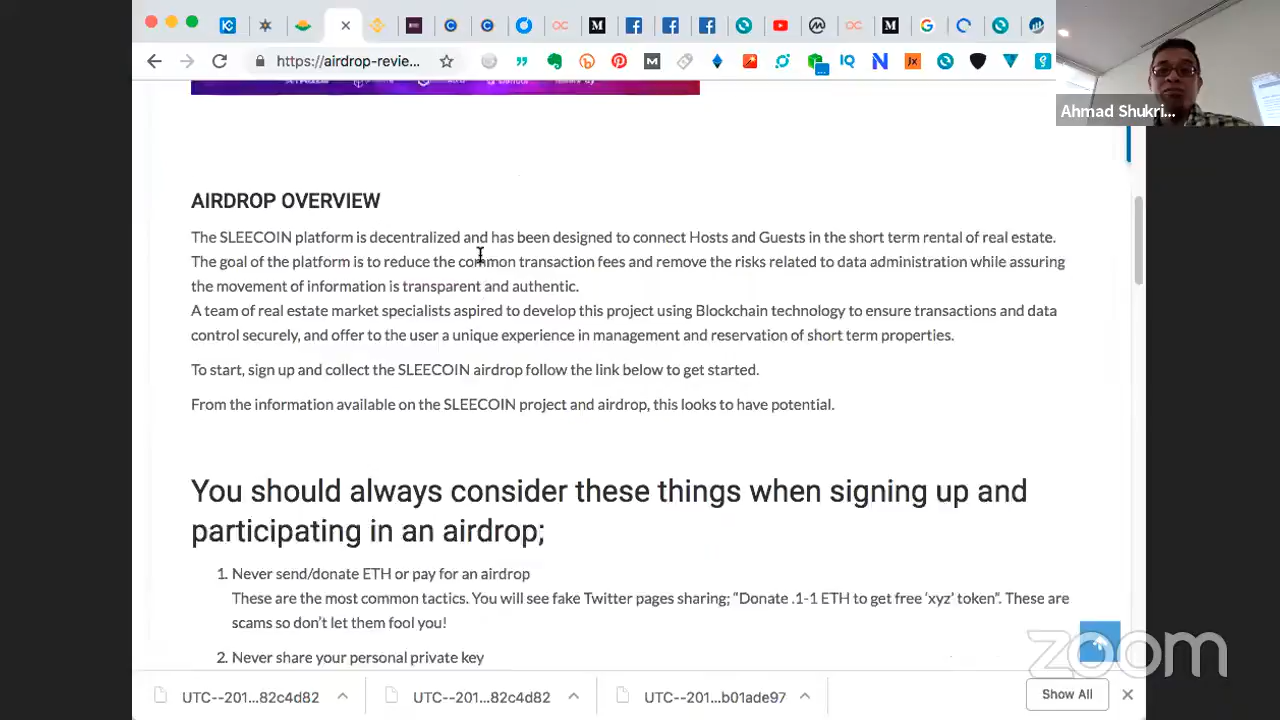 https://airdrop-revie...
Ahmad Shukri...
AIRDROP OVERVIEW
The SLEECOIN platform is decentralized and has been designed to connect Hosts and Guests in the short term rental of real estate.
The goal of the platform is to reduce the common transaction fees and remove the risks related to data administration while assuring
the movement of information is transparent and authentic.
A team of real estate market specialists aspired to develop this project using Blockchain technology to ensure transactions and data
control securely, and offer to the user a unique experience in management and reservation of short term properties.
To start, sign up and collect the SLEECOIN airdrop follow the link below to get started.
From the information available on the SLEECOIN project and airdrop, this looks to have potential.
You should always consider these things when signing up and
participating in an airdrop;
1. Never send/donate ETH or pay for an airdrop
These are the most common tactics. You will see fake Twitter pages sharing; “Donate .1-1 ETH to get free ‘xyz’ token”. These are
scams so don’t let them fool you!
2. Never share your personal private key
zoom
UTC--201...82c4d82
UTC--201...82c4d82
UTC--201...b01ade97
Show All